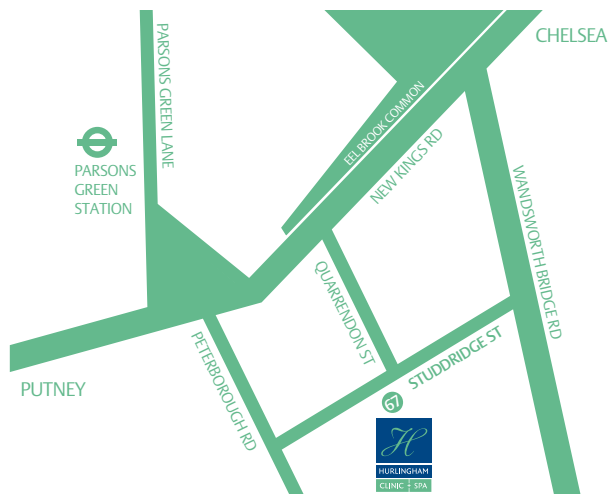 CHELSEA
PARSONS GREEN LANE
EEL BROOK COMMON
NEW KINGS RD
PARSONS
GREEN
STATION
WANDSWORTH BRIDGE RD
QUARRENDON ST
STUDDRIDGE ST
PETERBOROUGH RD
PUTNEY
67
H
HURLINGHAM
CLINIC + SPA